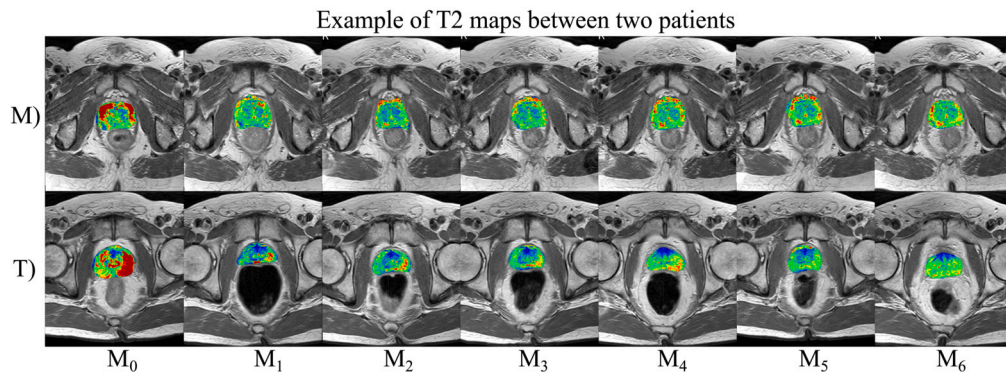 Example of T2 maps between two patients
M)
T)
M₀ M₁ M₂ M₃ M₄ M₅ M₆